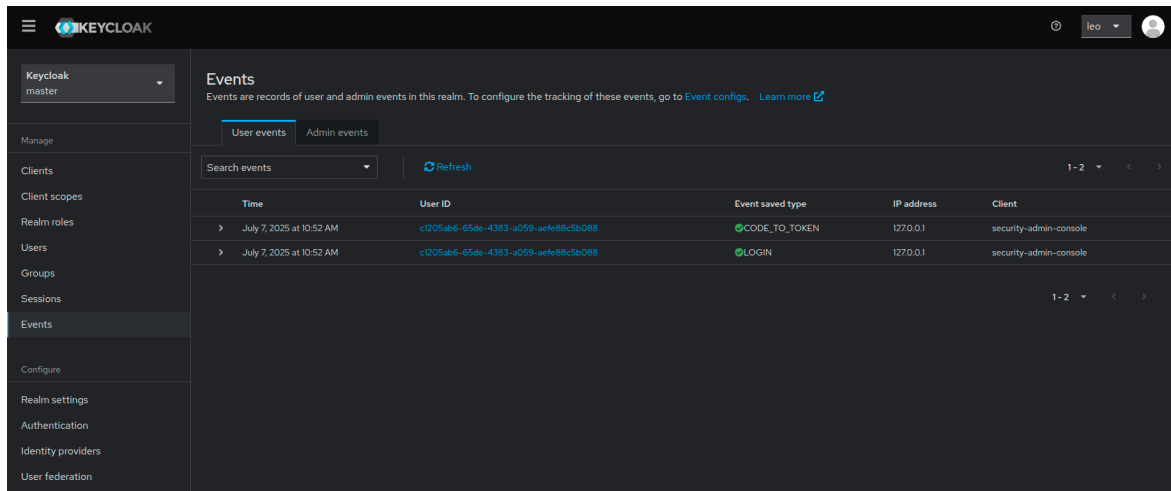 KEYCLOAK
leo
Keycloak
master
Manage
Clients
Client scopes
Realm roles
Users
Groups
Sessions
Events
Configure
Realm settings
Authentication
Identity providers
User federation
Events
Events are records of user and admin events in this realm. To configure the tracking of these events, go to Event configs. Learn more
User events Admin events
Search events Refresh 1 - 2
Time User ID Event saved type IP address Client
July 7, 2025 at 10:52 AM c1205ab6-65de-4383-a059-aefe88c5b088 CODE_TO_TOKEN 127.0.0.1 security-admin-console
July 7, 2025 at 10:52 AM c1205ab6-65de-4383-a059-aefe88c5b088 LOGIN 127.0.0.1 security-admin-console
1 - 2